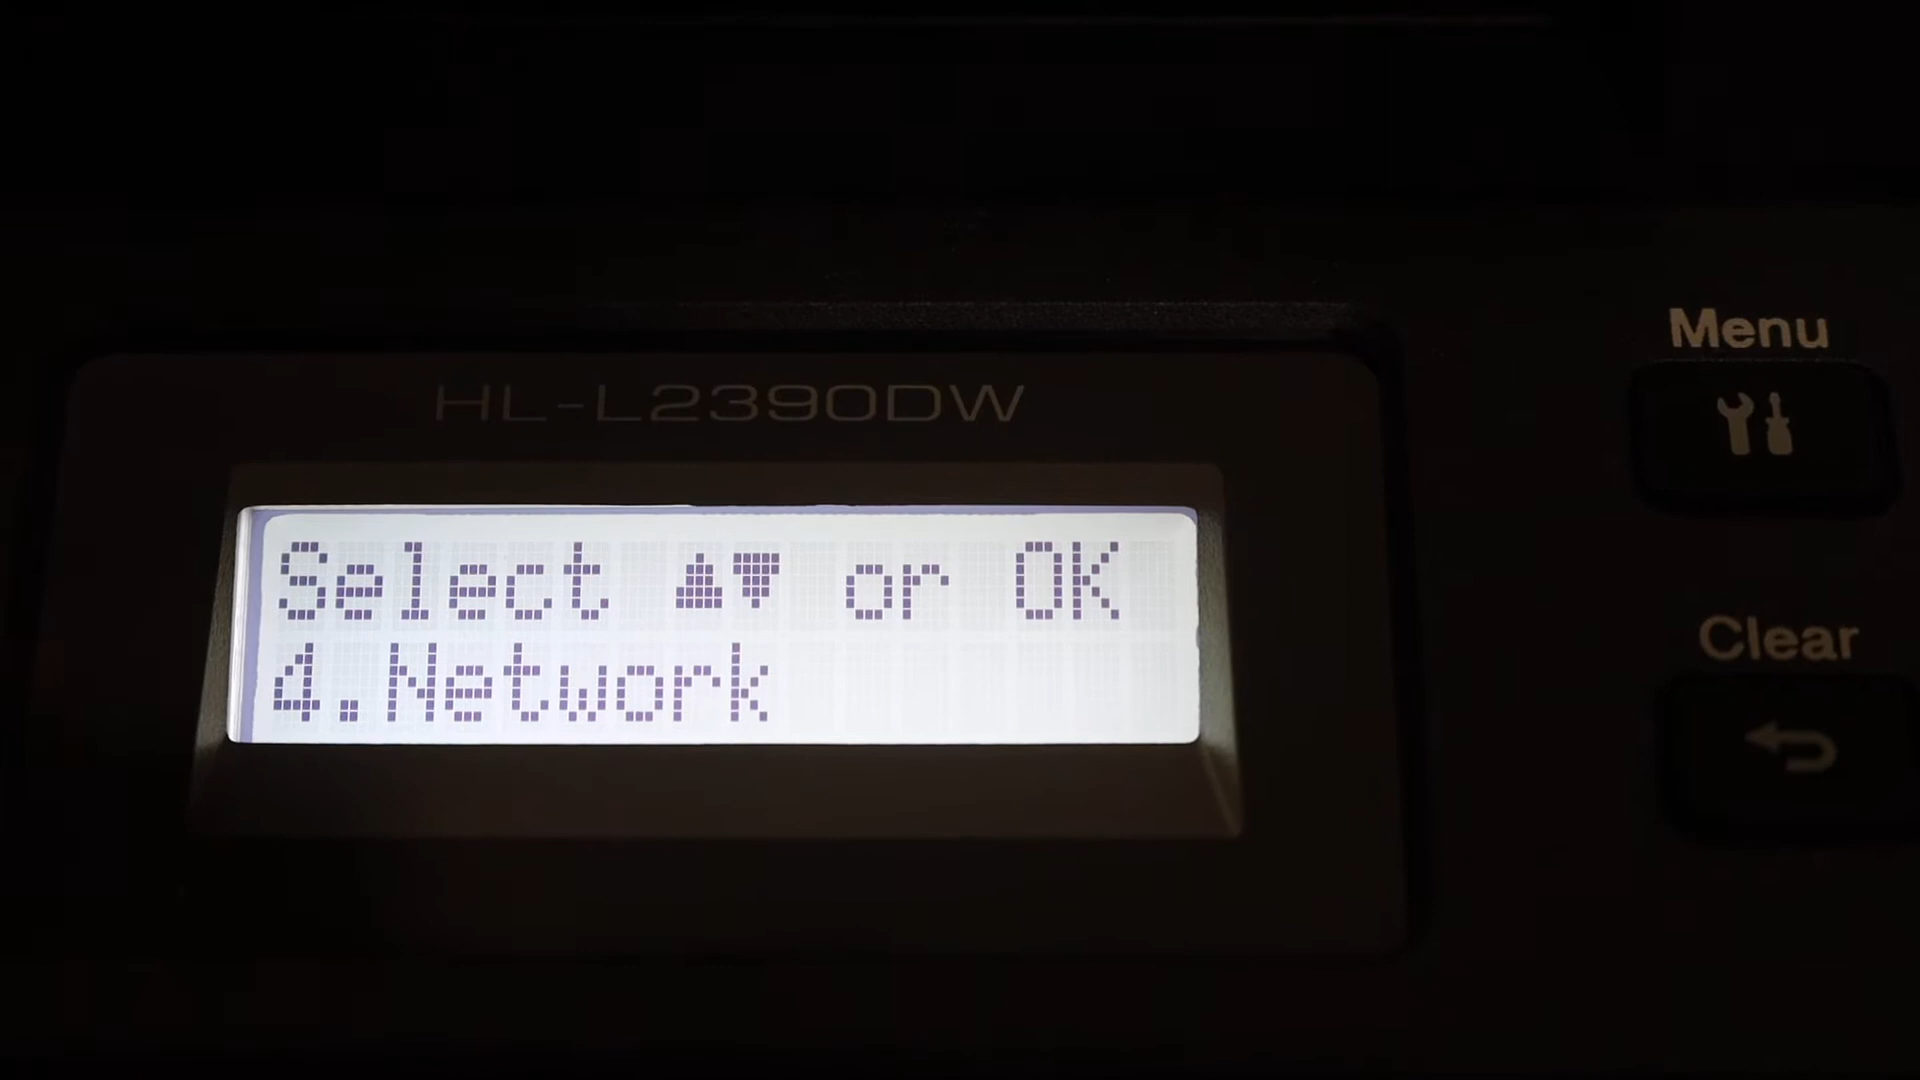 HL-L2390DW
Select ▲▼ or OK
4.Network
Menu
Clear